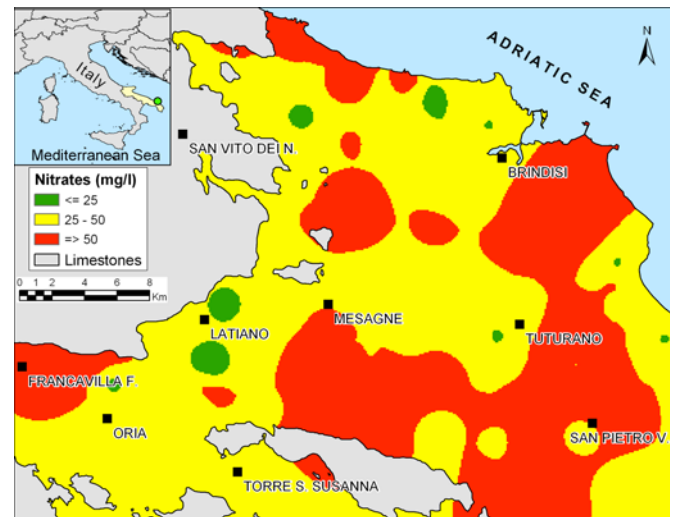 Italy
Mediterranean Sea
ADRIATIC SEA
N
SAN VITO DEI N.
BRINDISI
Nitrates (mg/l)
<= 25
25 - 50
=> 50
Limestones
0 1 2 4 6 8
Km
MESAGNE
LATIANO
TUTURANO
FRANCAVILLA F.
ORIA
SAN PIETRO V.
TORRE S. SUSANNA